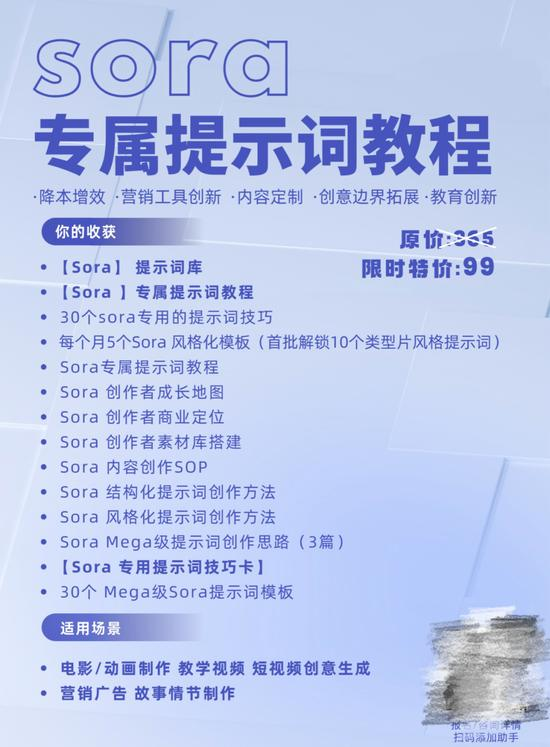 sora
专属提示词教程
·降本增效 ·营销工具创新 ·内容定制 ·创意边界拓展 ·教育创新
你的收获
原价:365
限时特价:99
• 【Sora】 提示词库
• 【Sora 】专属提示词教程
• 30个sora专用的提示词技巧
• 每个月5个Sora 风格化模板（首批解锁10个类型片风格提示词）
• Sora专属提示词教程
• Sora 创作者成长地图
• Sora 创作者商业定位
• Sora 创作者素材库搭建
• Sora 内容创作SOP
• Sora 结构化提示词创作方法
• Sora 风格化提示词创作方法
• Sora Mega级提示词创作思路（3篇）
• 【Sora 专用提示词技巧卡】
• 30个 Mega级Sora提示词模板
适用场景
• 电影/动画制作 教学视频 短视频创意生成
• 营销广告 故事情节制作
报名/咨询详情
扫码添加助手